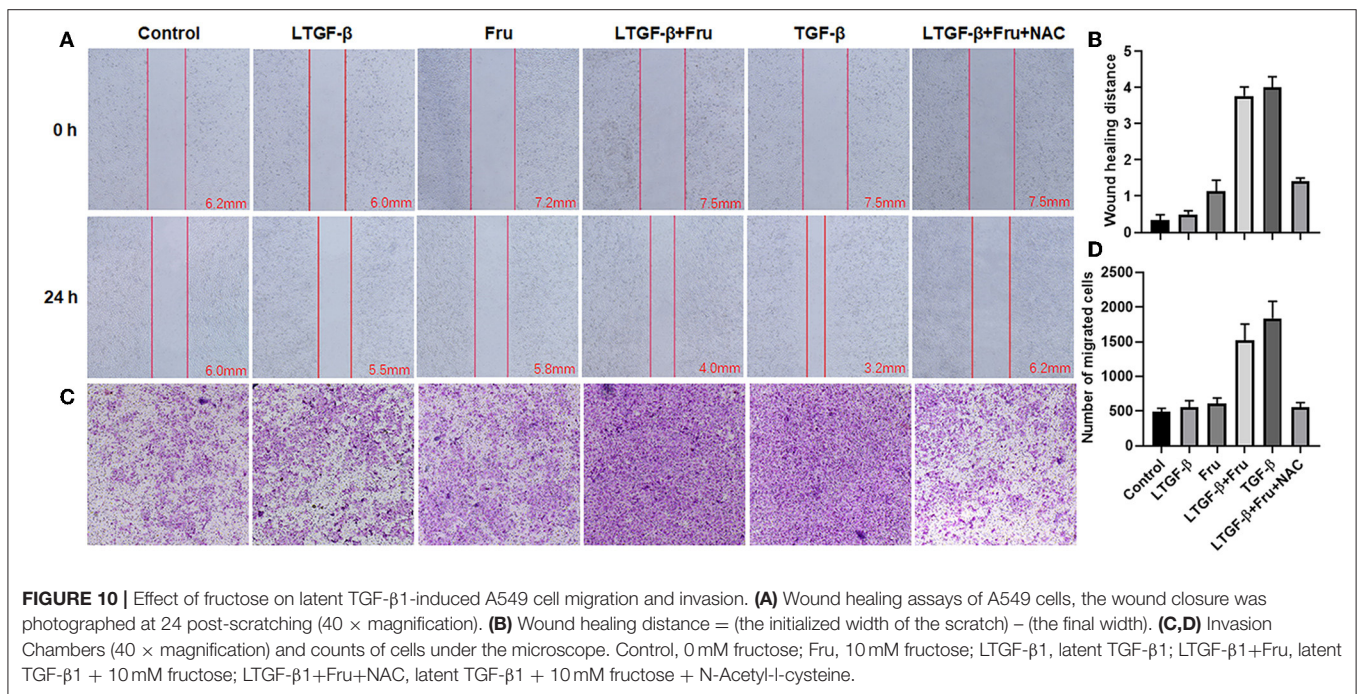 A
Control LTGF-β Fru LTGF-β+Fru TGF-β LTGF-β+Fru+NAC
0 h
6.2mm 6.0mm 7.2mm 7.5mm 7.5mm 7.5mm
24 h
6.0mm 5.5mm 5.8mm 4.0mm 3.2mm 6.2mm
C
B
Wound healing distance
5
4
3
2
1
0
D
Number of migrated cells
2500
2000
1500
1000
500
0
Control LTGF-β Fru LTGF-β+Fru TGF-β LTGF-β+Fru+NAC
FIGURE 10 | Effect of fructose on latent TGF-β1-induced A549 cell migration and invasion. (A) Wound healing assays of A549 cells, the wound closure was
photographed at 24 post-scratching (40 × magnification). (B) Wound healing distance = (the initialized width of the scratch) – (the final width). (C,D) Invasion
Chambers (40 × magnification) and counts of cells under the microscope. Control, 0 mM fructose; Fru, 10 mM fructose; LTGF-β1, latent TGF-β1; LTGF-β1+Fru, latent
TGF-β1 + 10 mM fructose; LTGF-β1+Fru+NAC, latent TGF-β1 + 10 mM fructose + N-Acetyl-l-cysteine.